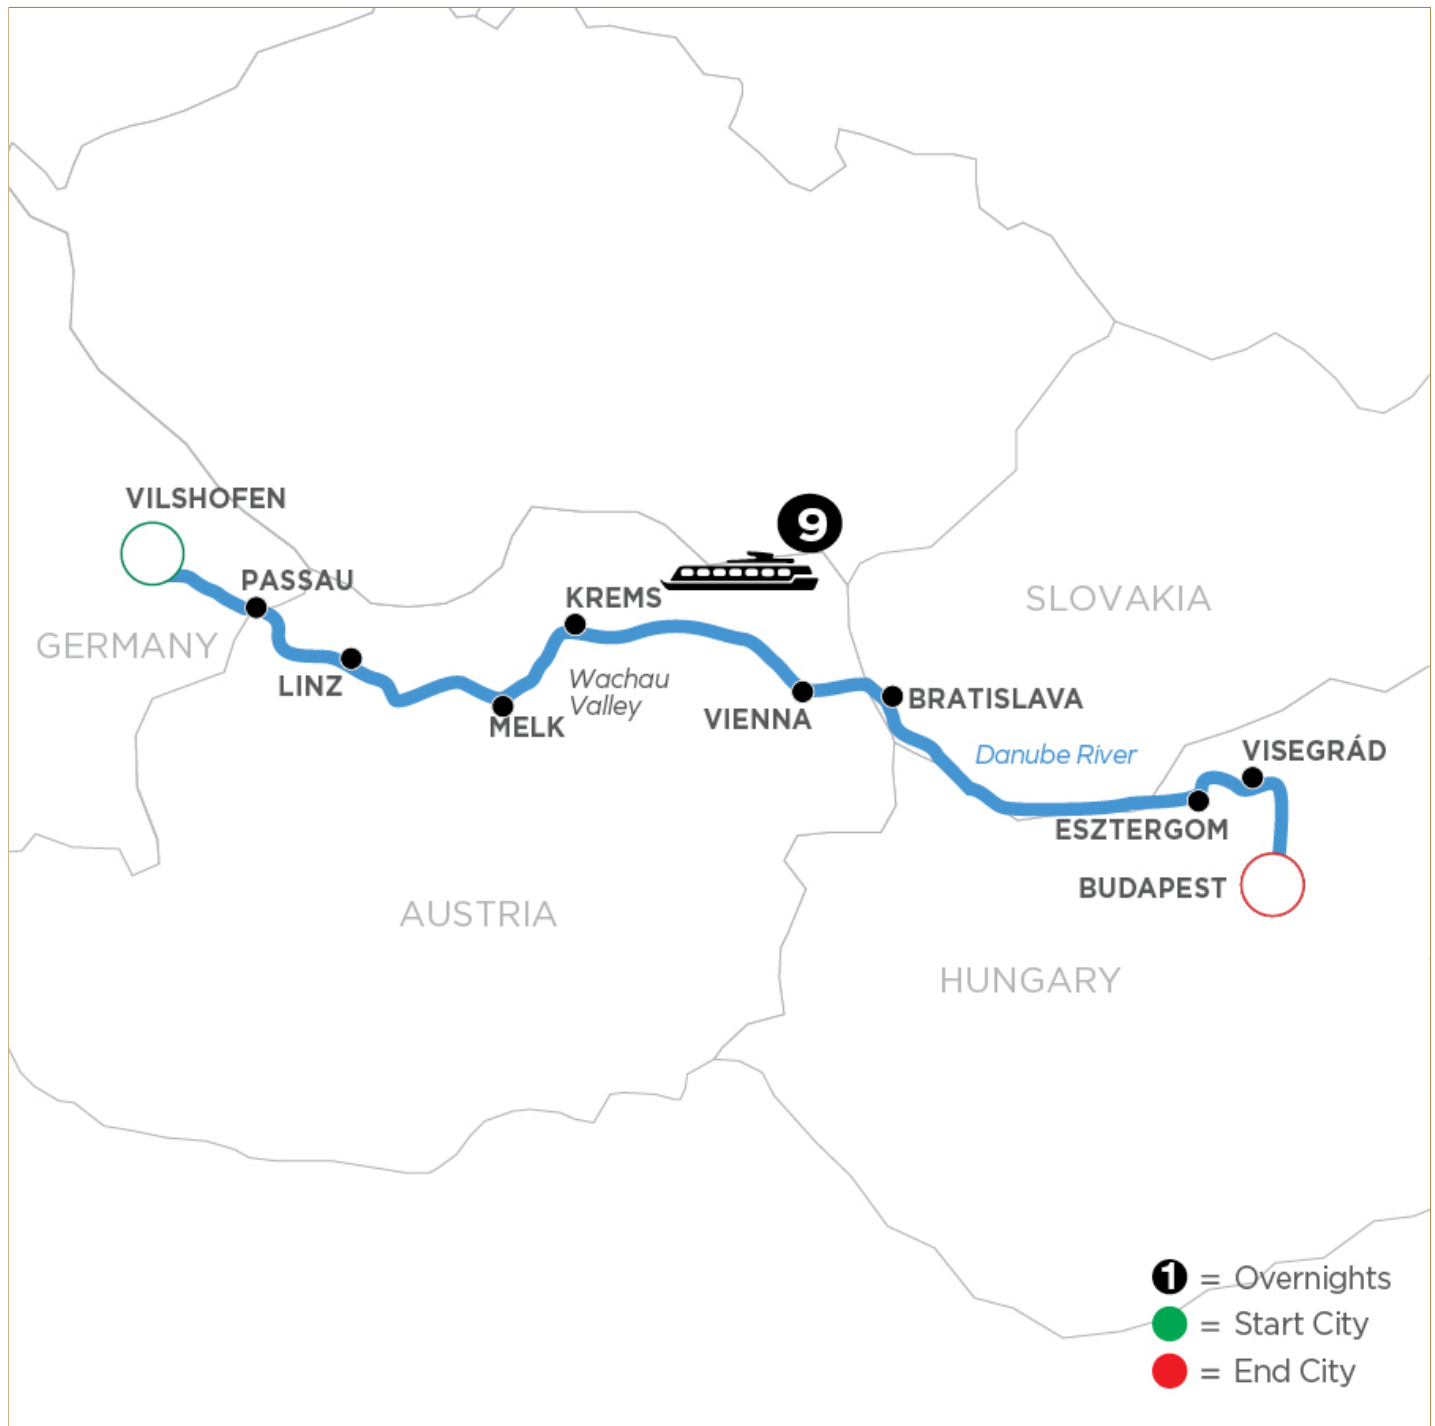 9
VILSHOFEN
PASSAU
KREMS
SLOVAKIA
GERMANY
LINZ
Wachau
Valley
MELK
VIENNA
BRATISLAVA
Danube River
VISEGRÁD
ESZTERGOM
BUDAPEST
AUSTRIA
HUNGARY
1 = Overnights
= Start City
= End City